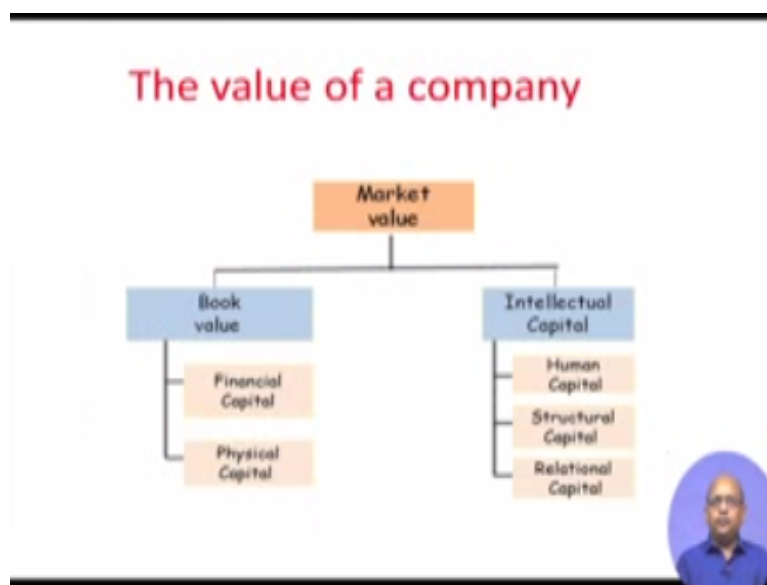 The value of a company
Market
value
Book
value
Intellectual
Capital
Financial
Capital
Physical
Capital
Human
Capital
Structural
Capital
Relational
Capital